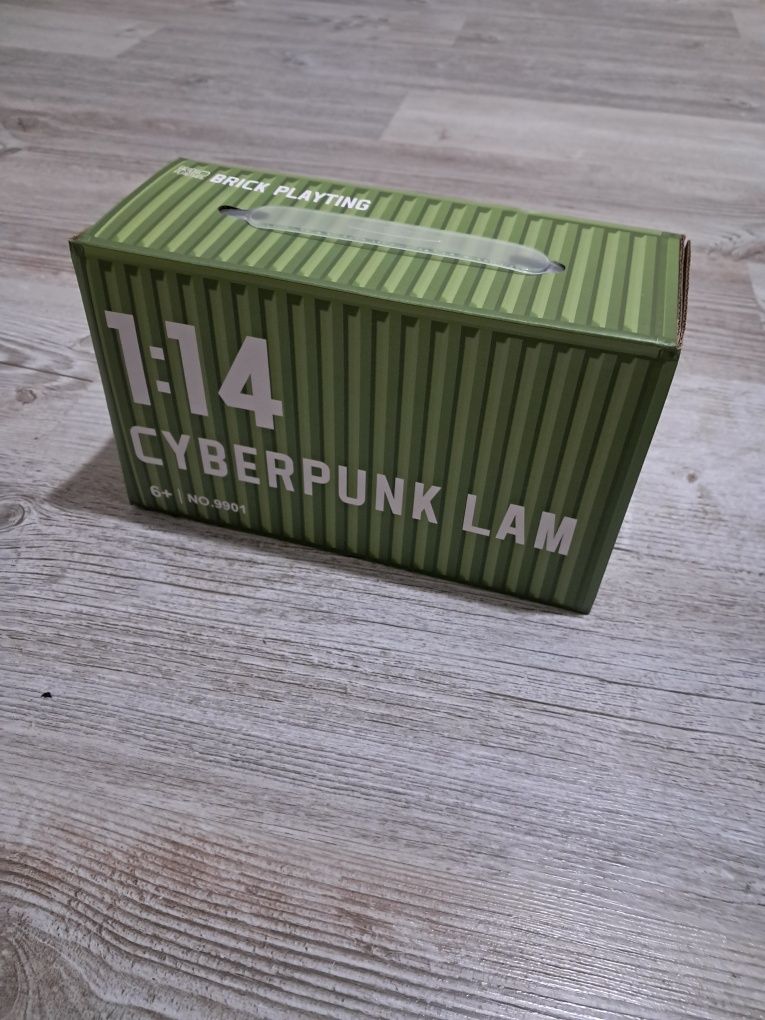 BRICK PLAYTING
1:14
CYBERPUNK LAM
6+ | NO.9901